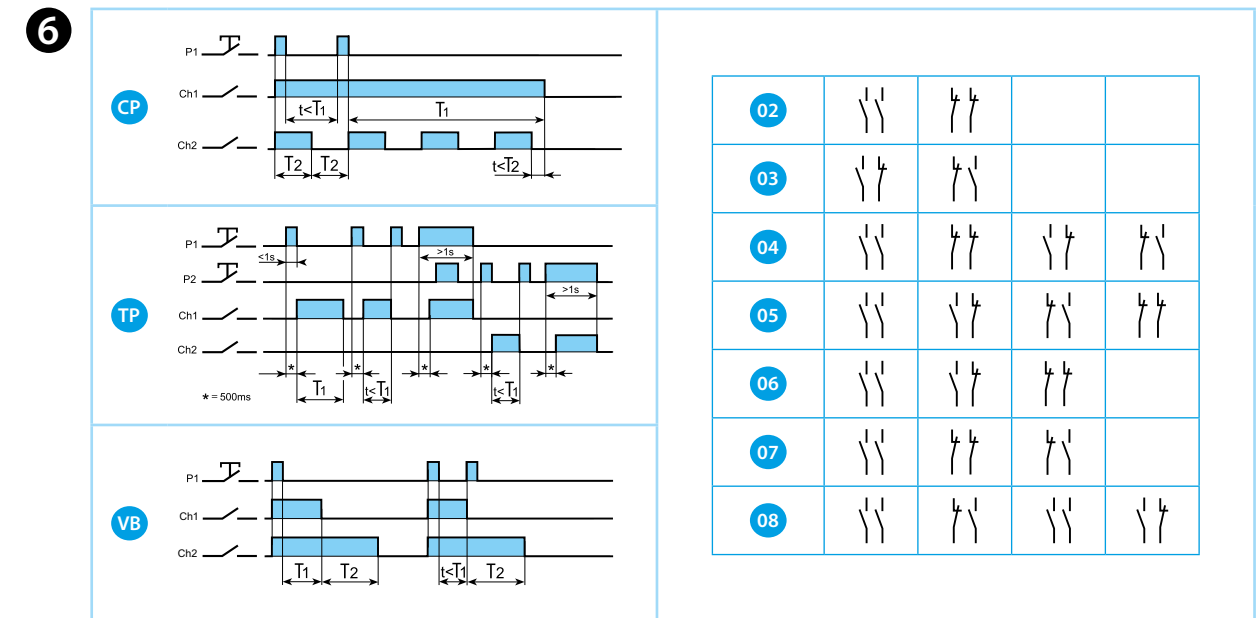 6
CP
P1
Ch1
t<T1
T1
Ch2
T2
T2
t<T2
TP
P1
<1s
>1s
P2
>1s
Ch1
Ch2
*
*
*
*
*
T1
t<T1
t<T1
* = 500ms
VB
P1
Ch1
Ch2
T1
T2
t<T1
T2
02
03
04
05
06
07
08